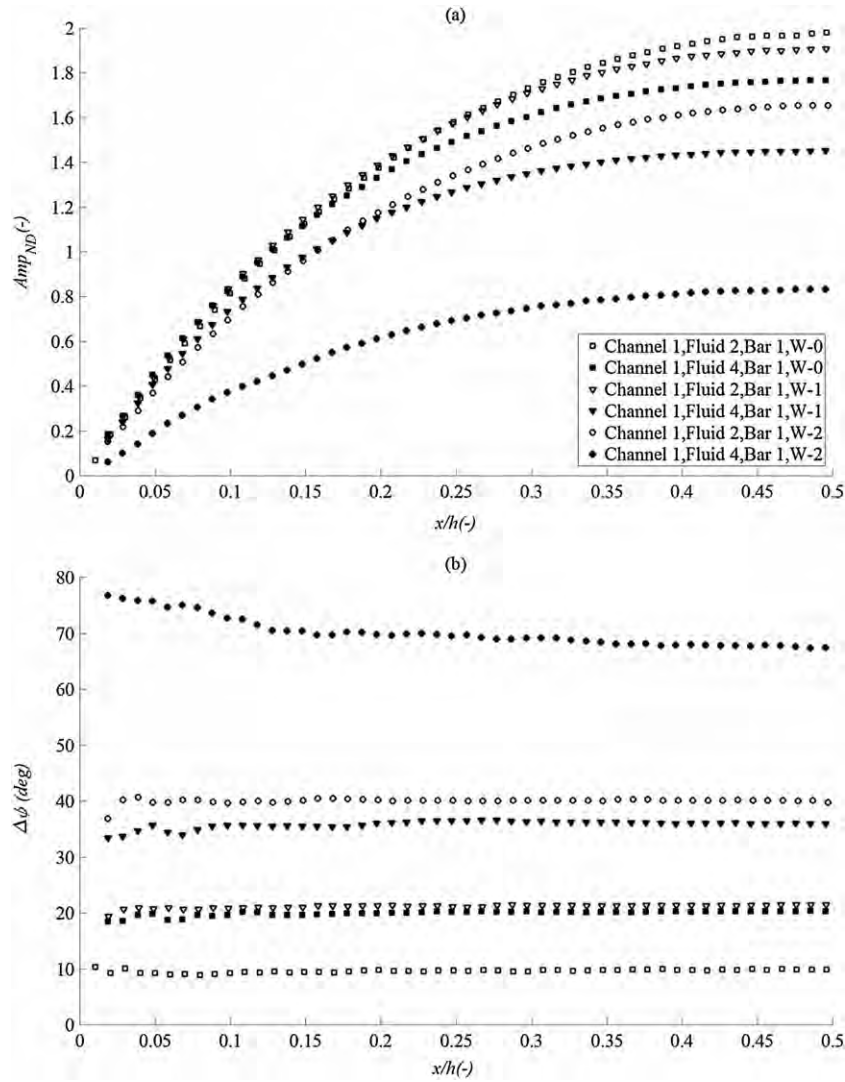 (a)
2
1.8
1.6
1.4
1.2
1
0.8
0.6
0.4
0.2
0
Amp_ND(-)
Channel 1,Fluid 2,Bar 1,W-0
Channel 1,Fluid 4,Bar 1,W-0
Channel 1,Fluid 2,Bar 1,W-1
Channel 1,Fluid 4,Bar 1,W-1
Channel 1,Fluid 2,Bar 1,W-2
Channel 1,Fluid 4,Bar 1,W-2
0 0.05 0.1 0.15 0.2 0.25 0.3 0.35 0.4 0.45 0.5
x/h(-)
(b)
80
70
60
50
40
30
20
10
0
Δψ (deg)
0 0.05 0.1 0.15 0.2 0.25 0.3 0.35 0.4 0.45 0.5
x/h(-)